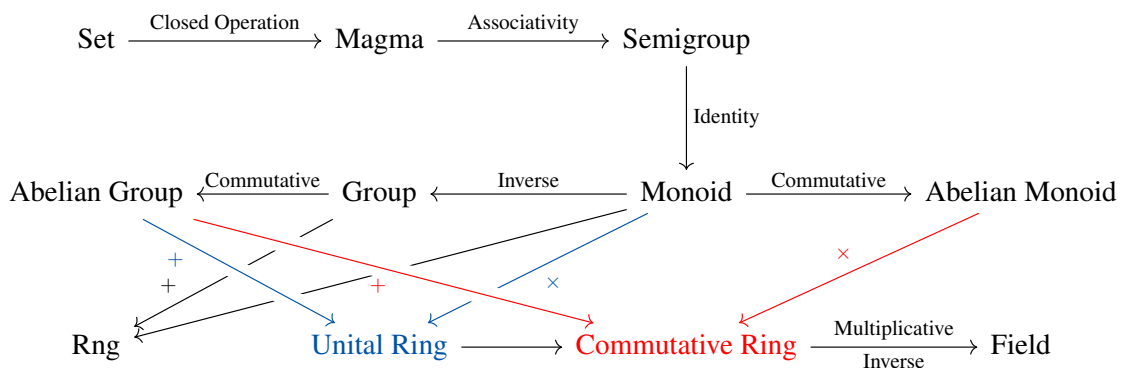 Closed Operation
Associativity
Set
Magma
Semigroup
Identity
Abelian Group
Commutative
Group
Inverse
Monoid
Commutative
Abelian Monoid
+
+
+
×
×
Rng
Unital Ring
Commutative Ring
Multiplicative
Inverse
Field